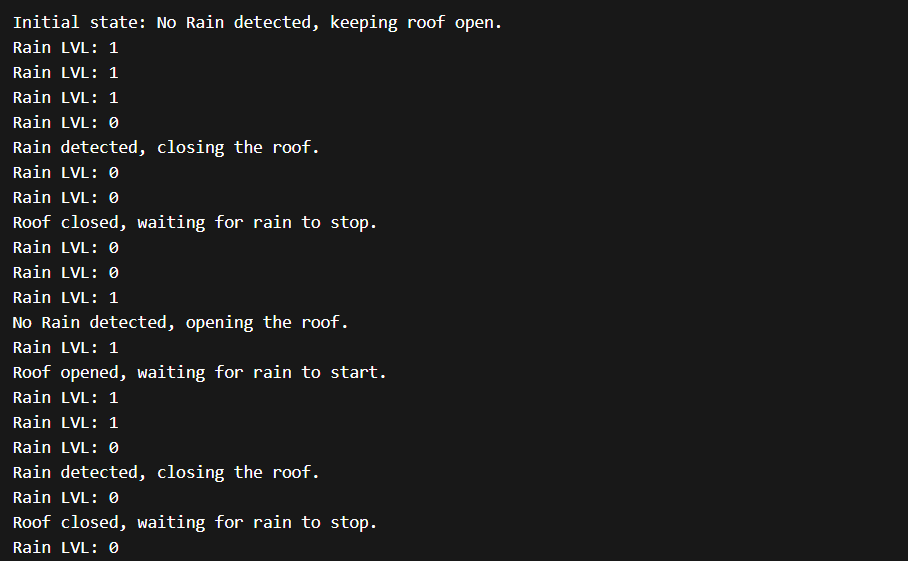 Initial state: No Rain detected, keeping roof open.
Rain LVL: 1
Rain LVL: 1
Rain LVL: 1
Rain LVL: 0
Rain detected, closing the roof.
Rain LVL: 0
Rain LVL: 0
Roof closed, waiting for rain to stop.
Rain LVL: 0
Rain LVL: 0
Rain LVL: 1
No Rain detected, opening the roof.
Rain LVL: 1
Roof opened, waiting for rain to start.
Rain LVL: 1
Rain LVL: 1
Rain LVL: 0
Rain detected, closing the roof.
Rain LVL: 0
Roof closed, waiting for rain to stop.
Rain LVL: 0